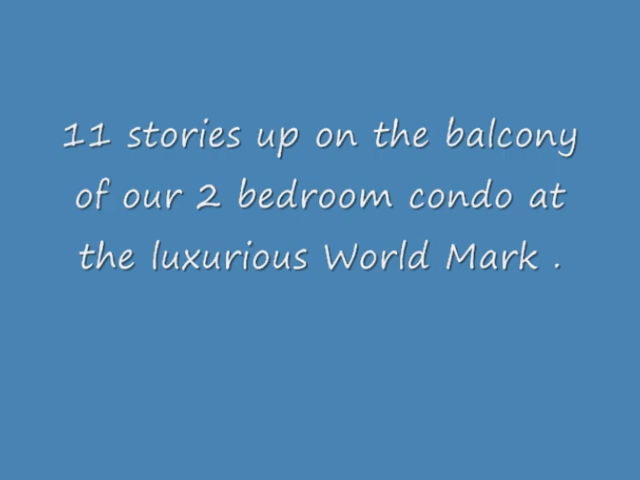 11 stories up on the balcony
of our 2 bedroom condo at
the luxurious World Mark .